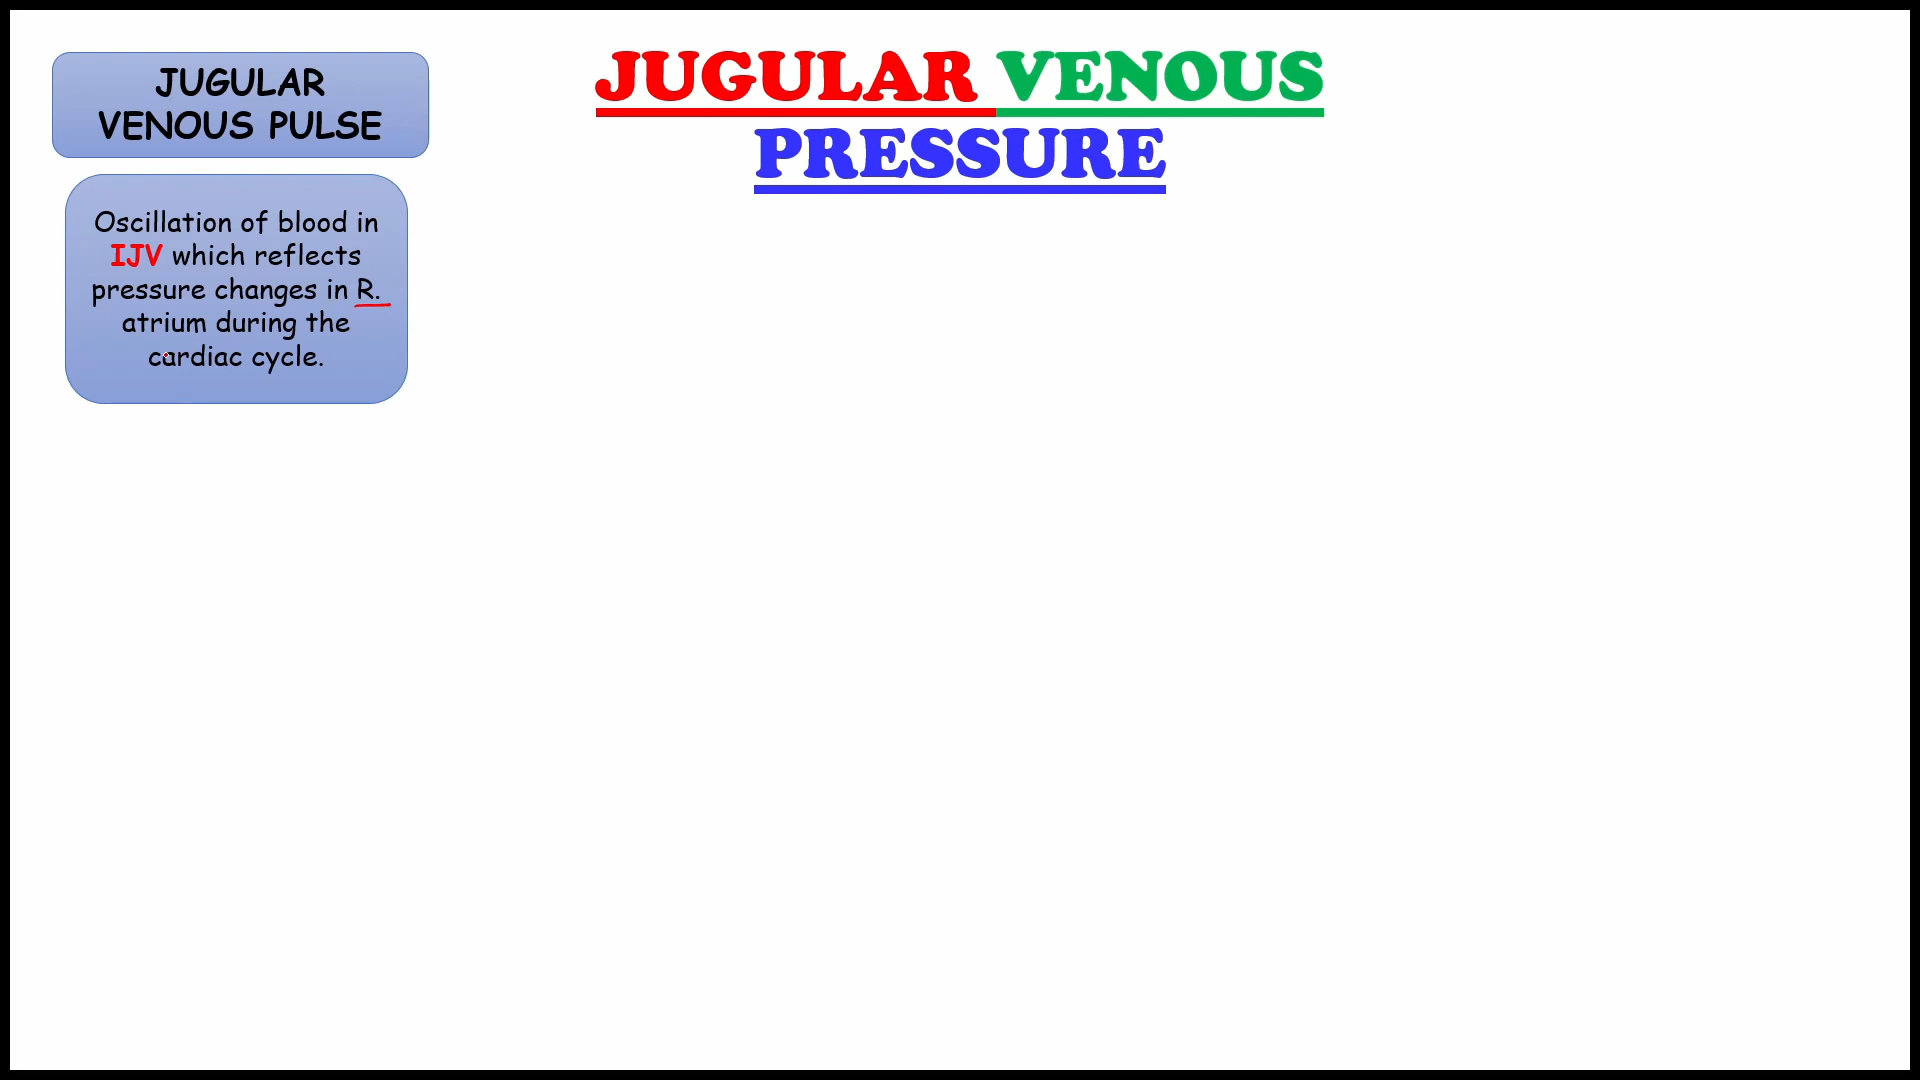 JUGULAR VENOUS
PRESSURE
JUGULAR
VENOUS PULSE
Oscillation of blood in
IJV which reflects
pressure changes in R.
atrium during the
cardiac cycle.